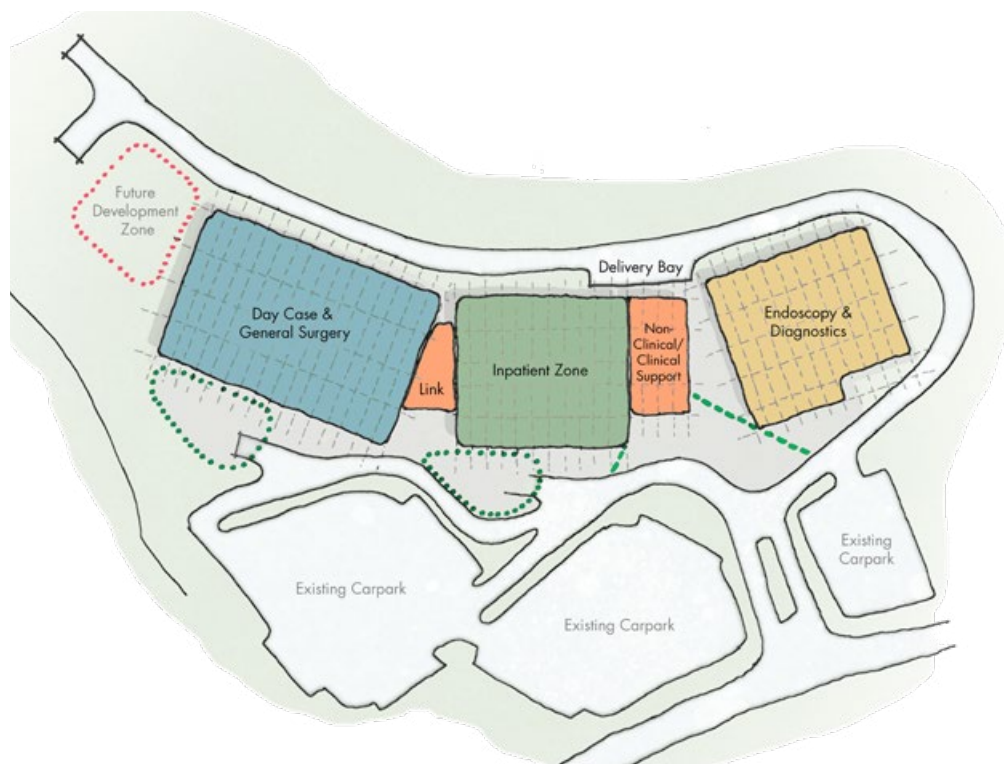 Future
Development
Zone
Delivery Bay
Day Case &
General Surgery
Endoscopy &
Diagnostics
Non-
Clinical/
Clinical
Support
Inpatient Zone
Link
Existing
Carpark
Existing Carpark
Existing Carpark